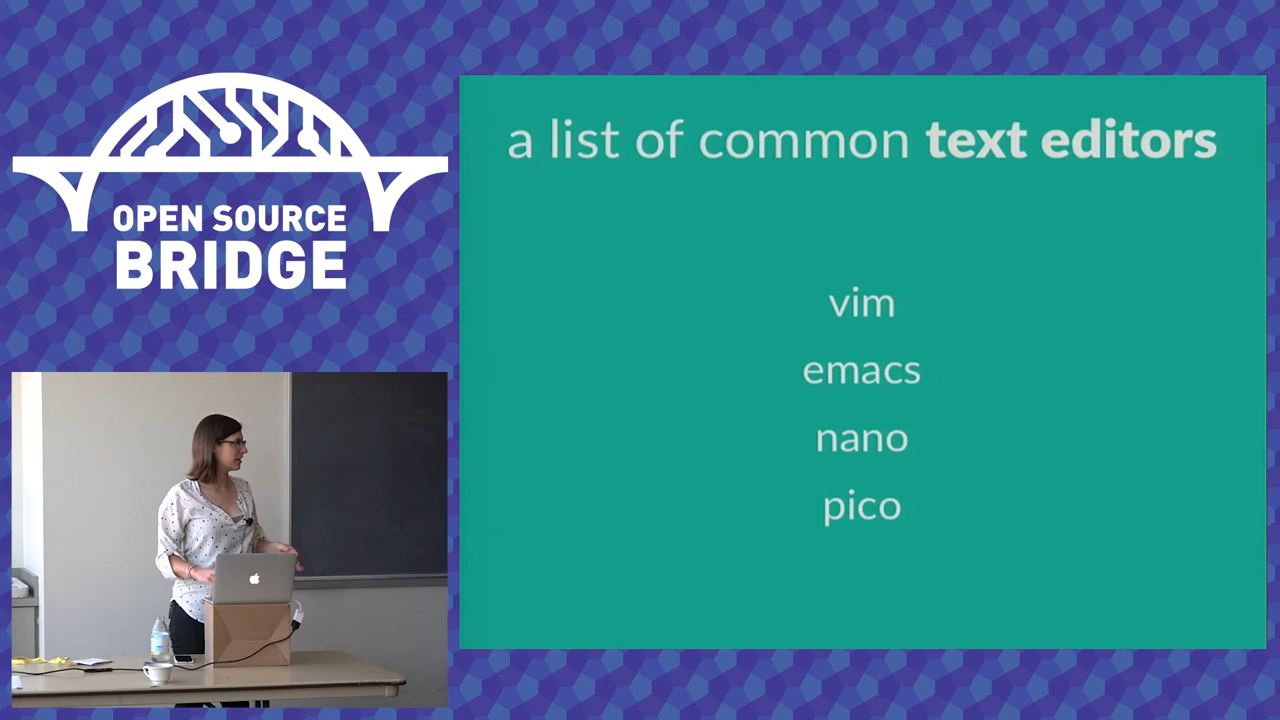 OPEN SOURCE
BRIDGE
a list of common text editors
vim
emacs
nano
pico